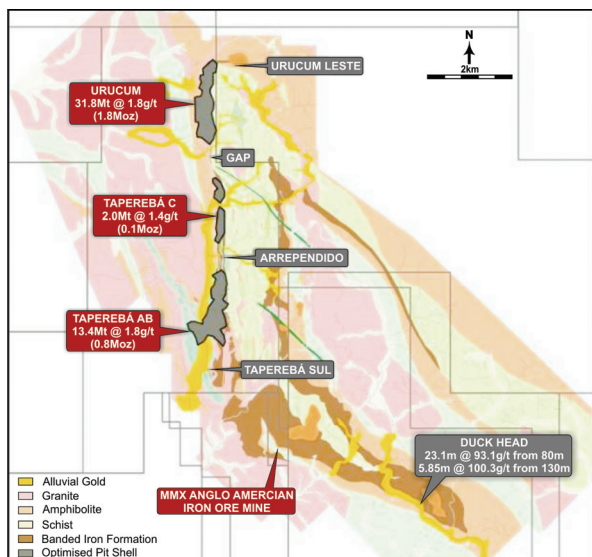 N
2km
URUCUM LESTE
URUCUM
31.8Mt @ 1.8g/t
(1.8Moz)
GAP
TAPEREBÁ C
2.0Mt @ 1.4g/t
(0.1Moz)
ARREPENDIDO
TAPEREBÁ AB
13.4Mt @ 1.8g/t
(0.8Moz)
TAPEREBÁ SUL
DUCK HEAD
23.1m @ 93.1g/t from 80m
5.85m @ 100.3g/t from 130m
MMX ANGLO AMERCIAN
IRON ORE MINE
Alluvial Gold
Granite
Amphibolite
Schist
Banded Iron Formation
Optimised Pit Shell